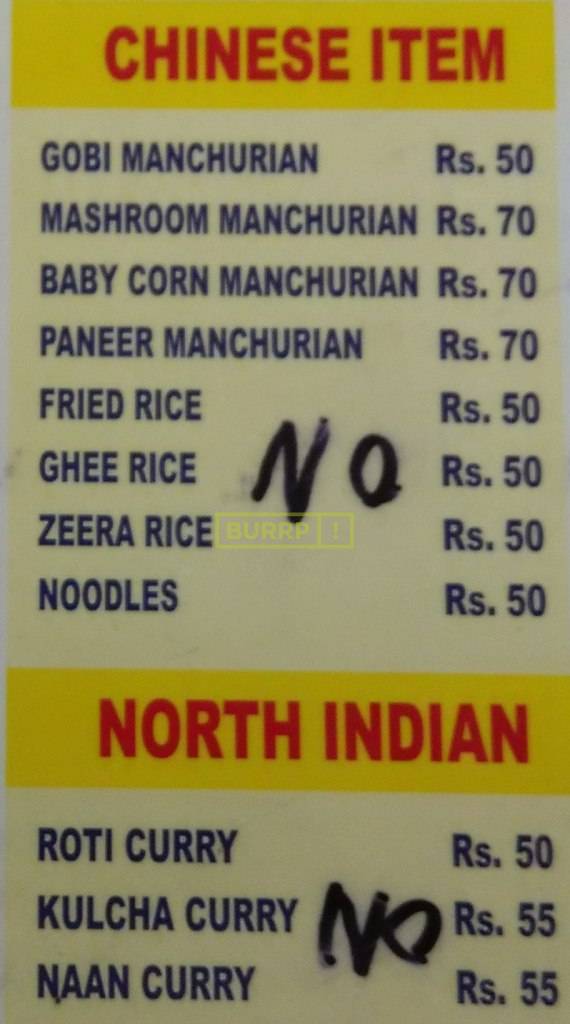 CHINESE ITEM
GOBI MANCHURIAN Rs. 50
MASHROOM MANCHURIAN Rs. 70
BABY CORN MANCHURIAN Rs. 70
PANEER MANCHURIAN Rs. 70
FRIED RICE Rs. 50
GHEE RICE NO Rs. 50
ZEERA RICE Rs. 50
BURRP!
NOODLES Rs. 50
NORTH INDIAN
ROTI CURRY Rs. 50
KULCHA CURRY NO Rs. 55
NAAN CURRY Rs. 55